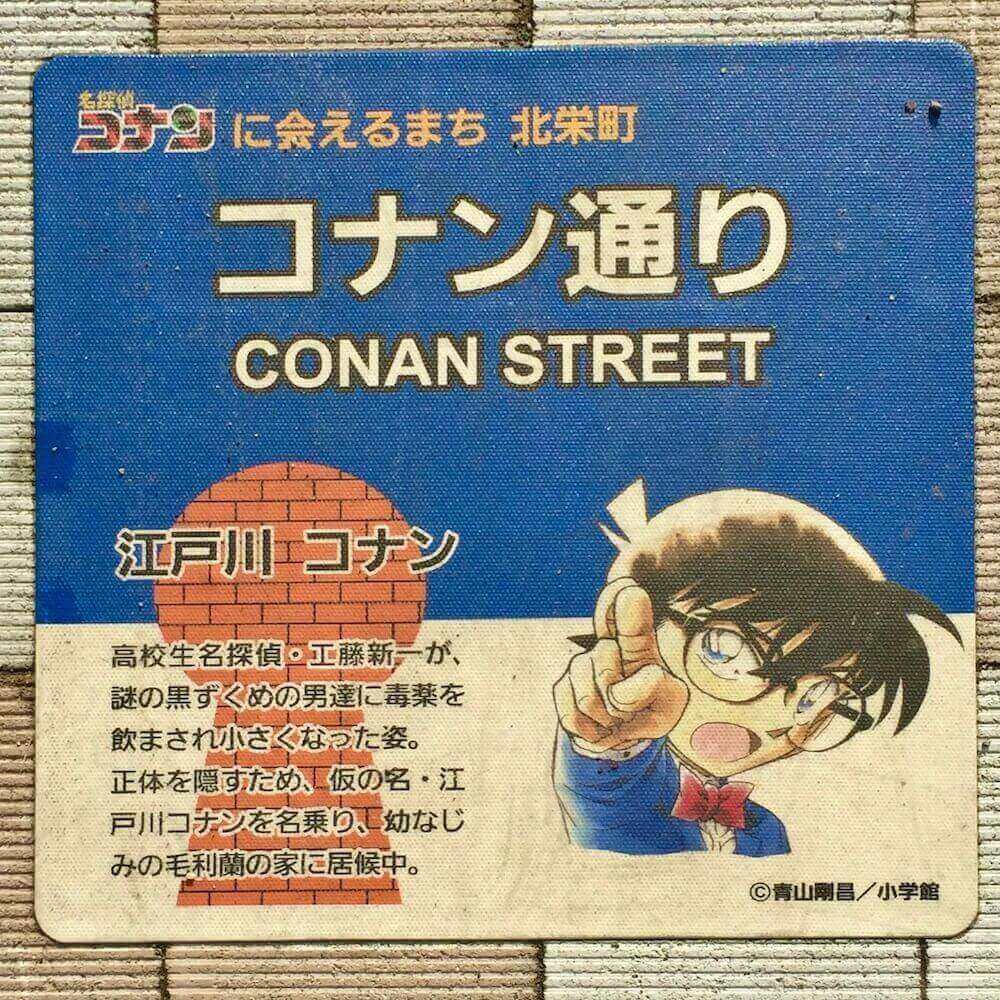 名探偵コナンに会えるまち 北栄町
コナン通り
CONAN STREET
江戸川 コナン
高校生名探偵・工藤新一が、
謎の黒ずくめの男達に毒薬を
飲まされ小さくなった姿。
正体を隠すため、仮の名・江
戸川コナンを名乗り、幼なじ
みの毛利蘭の家に居候中。
©青山剛昌／小学館